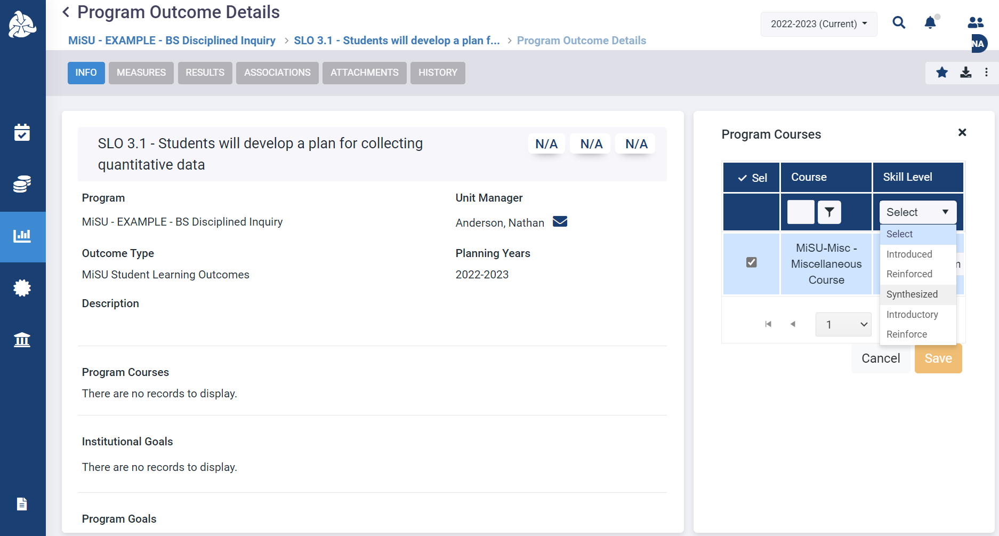 Program Outcome Details
2022-2023 (Current)
MiSU - EXAMPLE - BS Disciplined Inquiry > SLO 3.1 - Students will develop a plan f... > Program Outcome Details
NA
INFO MEASURES RESULTS ASSOCIATIONS ATTACHMENTS HISTORY
SLO 3.1 - Students will develop a plan for collecting
quantitative data
N/A N/A N/A
Program
MiSU - EXAMPLE - BS Disciplined Inquiry
Unit Manager
Anderson, Nathan
Outcome Type
MiSU Student Learning Outcomes
Planning Years
2022-2023
Description
Program Courses
There are no records to display.
Institutional Goals
There are no records to display.
Program Goals
Program Courses
Sel Course Skill Level
Select
Select
Introduced
Reinforced
Synthesized
Introductory
Reinforce
MiSU-Misc -
Miscellaneous
Course
1
Cancel Save